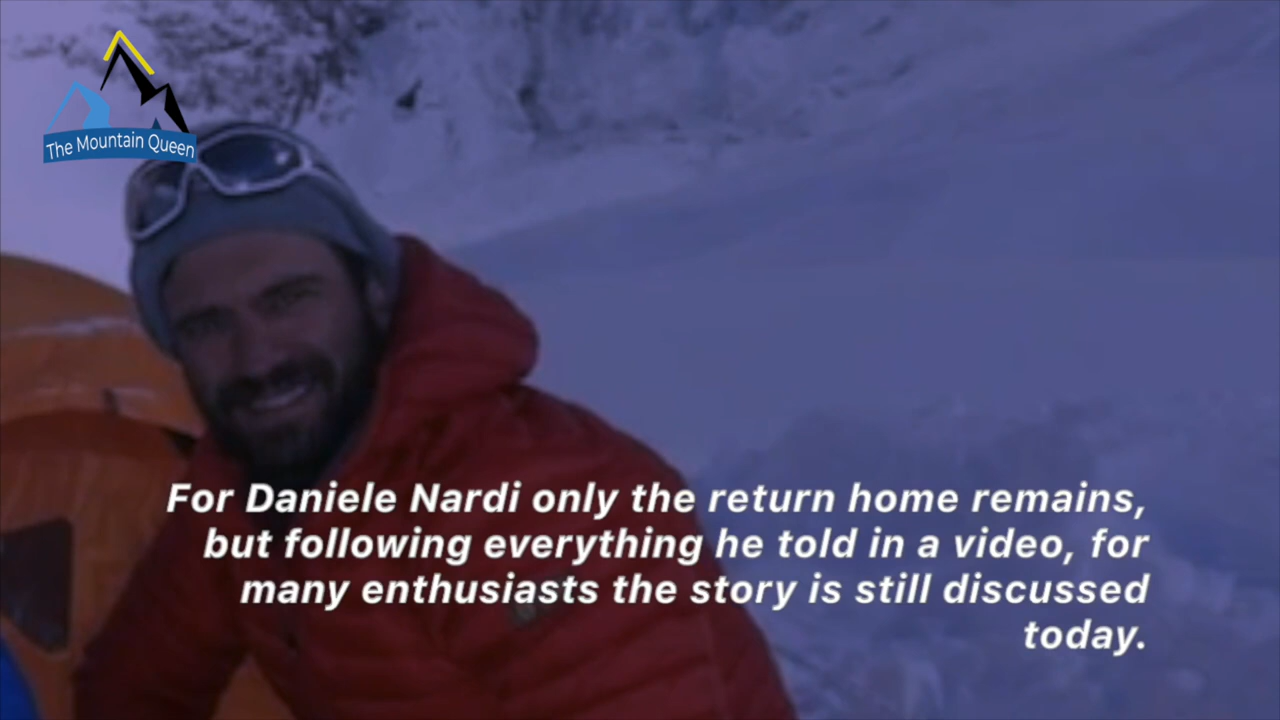 The Mountain Queen
For Daniele Nardi only the return home remains,
but following everything he told in a video, for
many enthusiasts the story is still discussed
today.